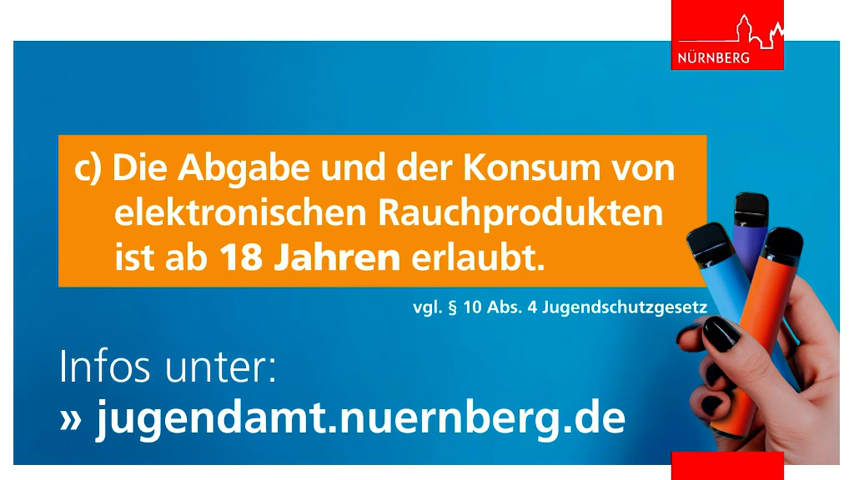 NÜRNBERG
c) Die Abgabe und der Konsum von
elektronischen Rauchprodukten
ist ab 18 Jahren erlaubt.
vgl. § 10 Abs. 4 Jugendschutzgesetz
Infos unter:
» jugendamt.nuernberg.de